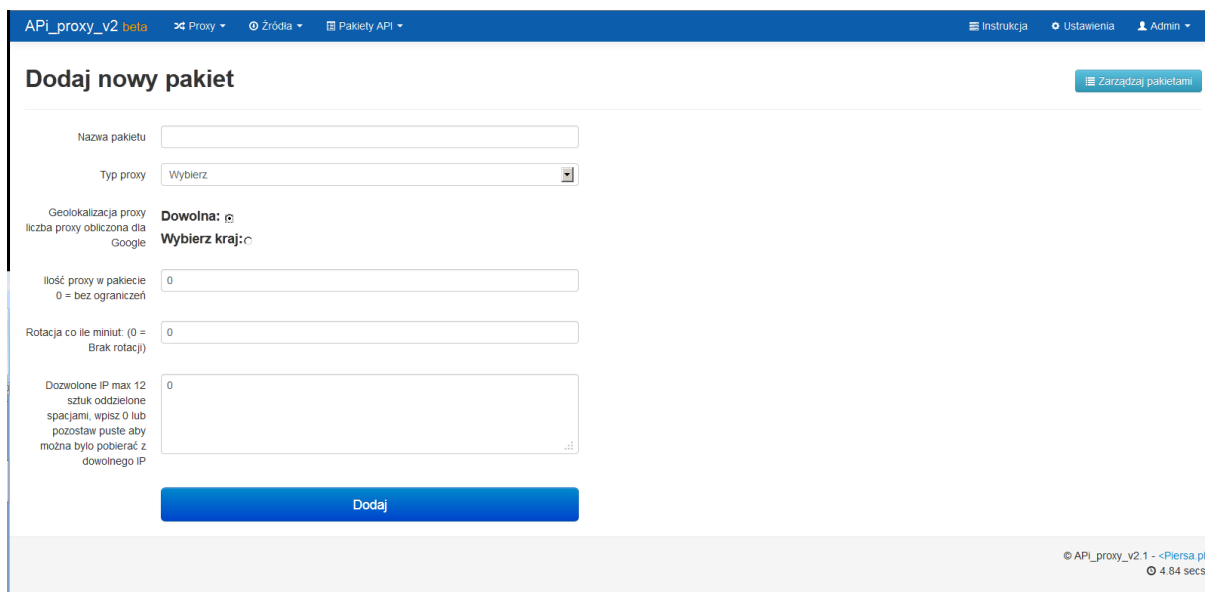 APi_proxy_v2 beta Proxy Źródła Pakiety API Instrukcja Ustawienia Admin
Dodaj nowy pakiet
Zarządzaj pakietami
Nazwa pakietu
Typ proxy Wybierz
Geolokalizacja proxy
liczba proxy obliczona dla
Google
Dowolna:
Wybierz kraj:
Ilość proxy w pakiecie
0 = bez ograniczeń
0
Rotacja co ile miniut: (0 =
Brak rotacji)
0
Dozwolone IP max 12
sztuk oddzielone
spacjami, wpisz 0 lub
pozostaw puste aby
można bylo pobierać z
dowolnego IP
0
Dodaj
© APi_proxy_v2.1 - <Piersa.pl
4.84 secs